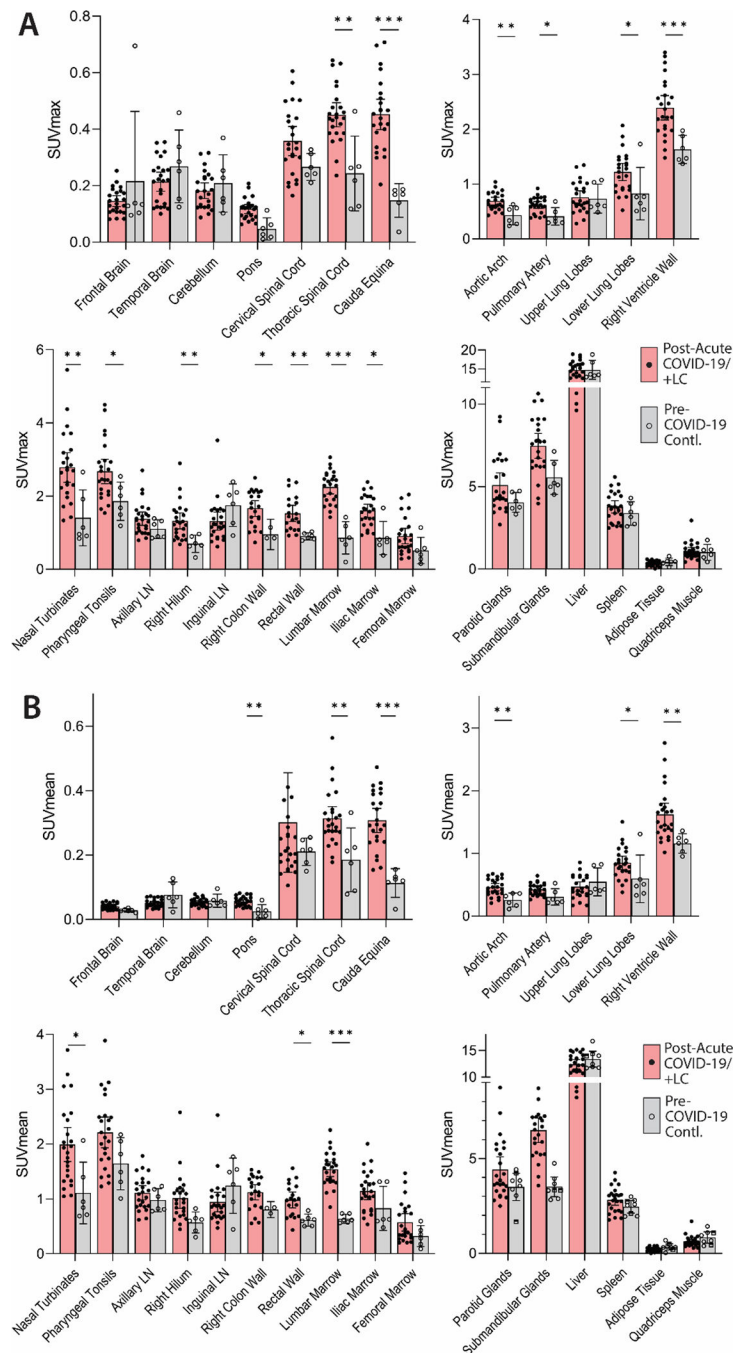 A
** ***
SUVmax
0.8
0.6
0.4
0.2
0.0
Frontal Brain
Temporal Brain
Cerebellum
Pons
Cervical Spinal Cord
Thoracic Spinal Cord
Cauda Equina
** * * ***
SUVmax
4
3
2
1
0
Aortic Arch
Pulmonary Artery
Upper Lung Lobes
Lower Lung Lobes
Right Ventricle Wall
** * ** * ** *** *
SUVmax
6
4
2
0
Nasal Turbinates
Pharyngeal Tonsils
Axillary LN
Right Hilum
Inguinal LN
Right Colon Wall
Rectal Wall
Lumbar Marrow
Iliac Marrow
Femoral Marrow
SUVmax
20
15
10
5
0
Parotid Glands
Submandibular Glands
Liver
Spleen
Adipose Tissue
Quadriceps Muscle
Post-Acute
COVID-19/
+LC
Pre-
COVID-19
Contl.
B
** ** ***
SUVmean
0.6
0.4
0.2
0.0
Frontal Brain
Temporal Brain
Cerebellum
Pons
Cervical Spinal Cord
Thoracic Spinal Cord
Cauda Equina
** * **
SUVmean
3
2
1
0
Aortic Arch
Pulmonary Artery
Upper Lung Lobes
Lower Lung Lobes
Right Ventricle Wall
* * ***
SUVmean
4
3
2
1
0
Nasal Turbinates
Pharyngeal Tonsils
Axillary LN
Right Hilum
Inguinal LN
Right Colon Wall
Rectal Wall
Lumbar Marrow
Iliac Marrow
Femoral Marrow
SUVmean
15
10
5
0
Parotid Glands
Submandibular Glands
Liver
Spleen
Adipose Tissue
Quadriceps Muscle
Post-Acute
COVID-19/
+LC
Pre-
COVID-19
Contl.